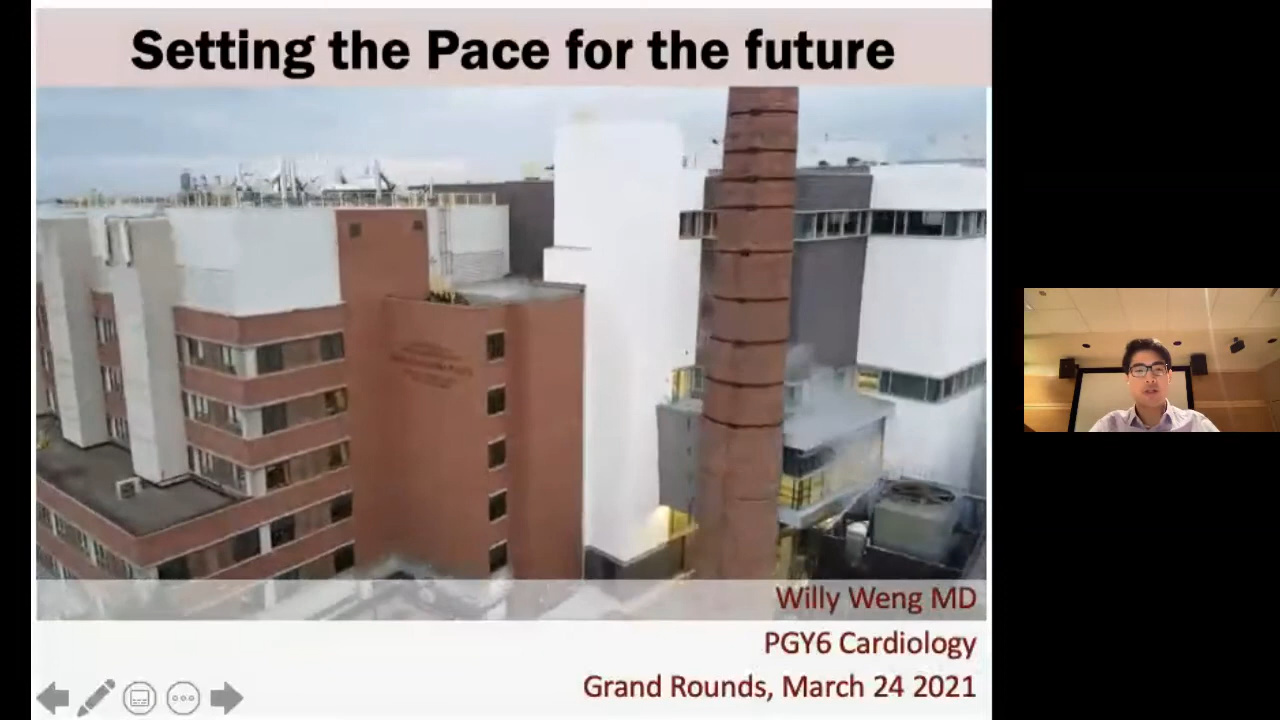 Setting the Pace for the future
Willy Weng MD
PGY6 Cardiology
Grand Rounds, March 24 2021